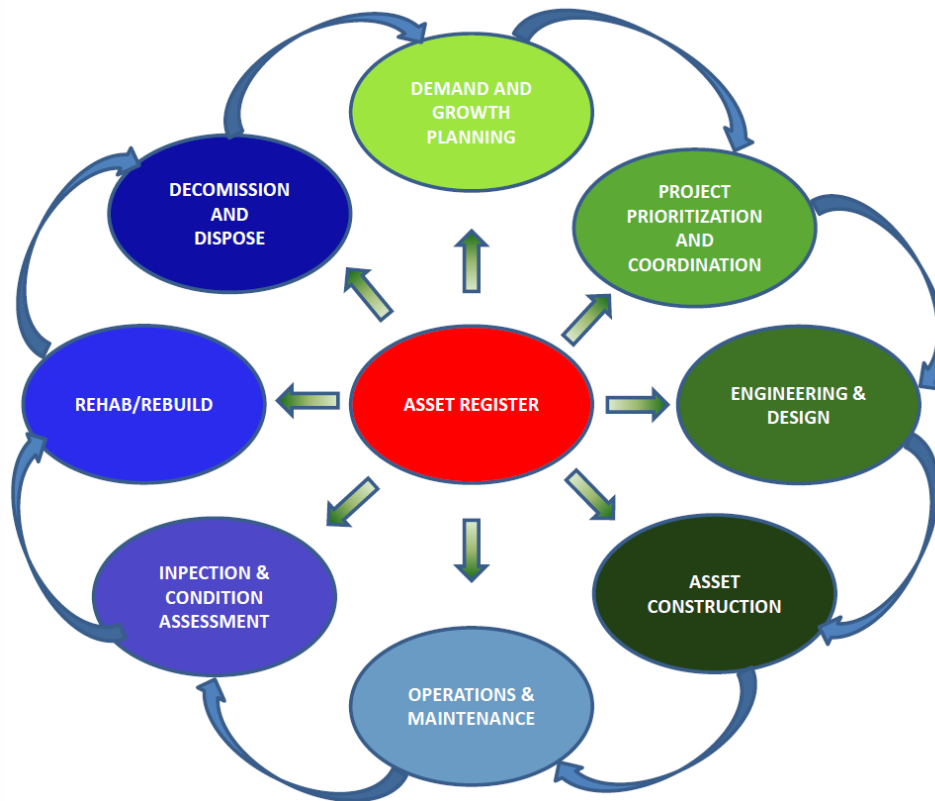 DEMAND AND
GROWTH
PLANNING
PROJECT
PRIORITIZATION
AND
COORDINATION
ENGINEERING &
DESIGN
ASSET
CONSTRUCTION
OPERATIONS &
MAINTENANCE
INPECTION &
CONDITION
ASSESSMENT
REHAB/REBUILD
DECOMISSION
AND
DISPOSE
ASSET REGISTER